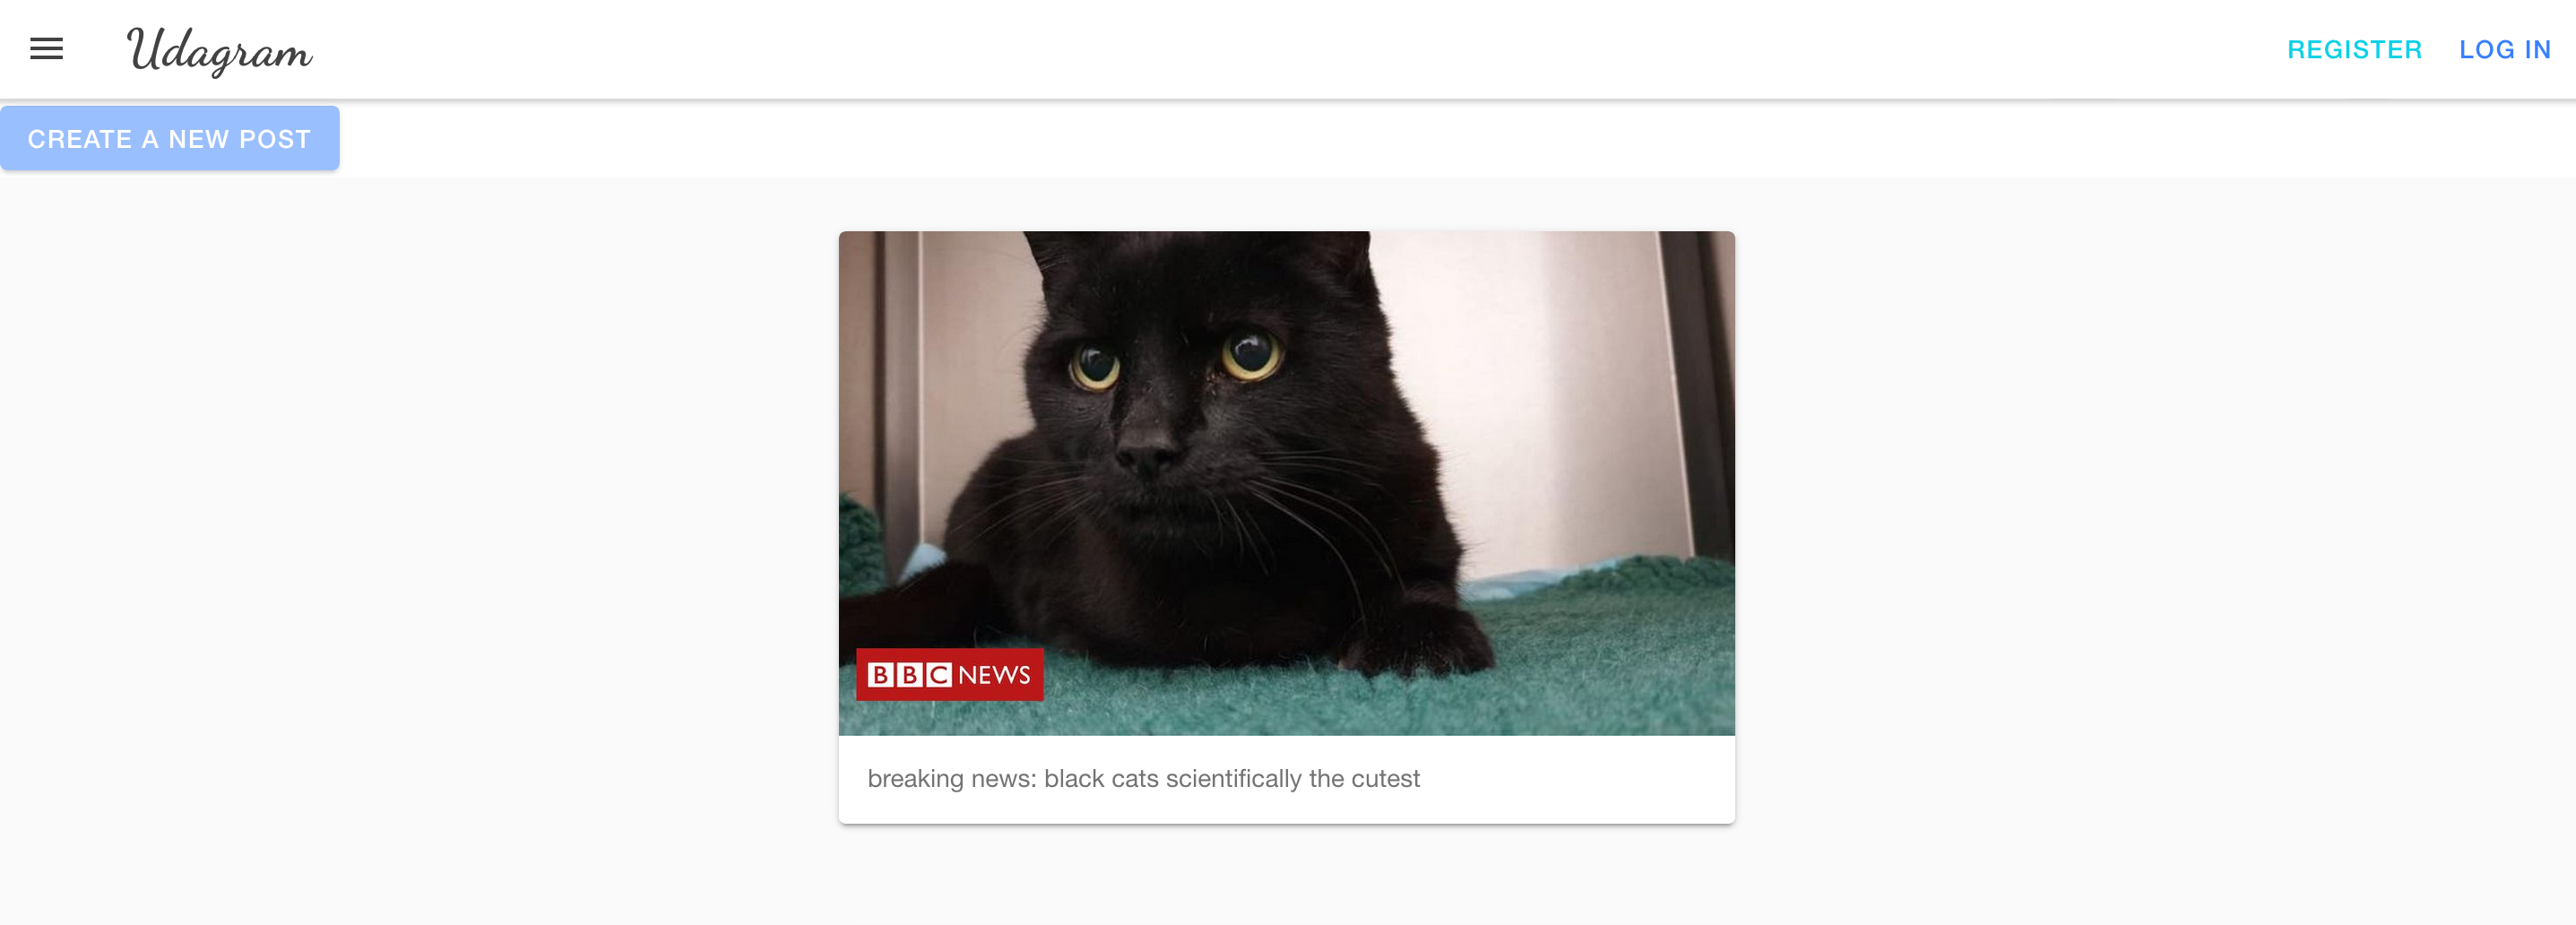 Udagram
REGISTER LOG IN
CREATE A NEW POST
BBC NEWS
breaking news: black cats scientifically the cutest